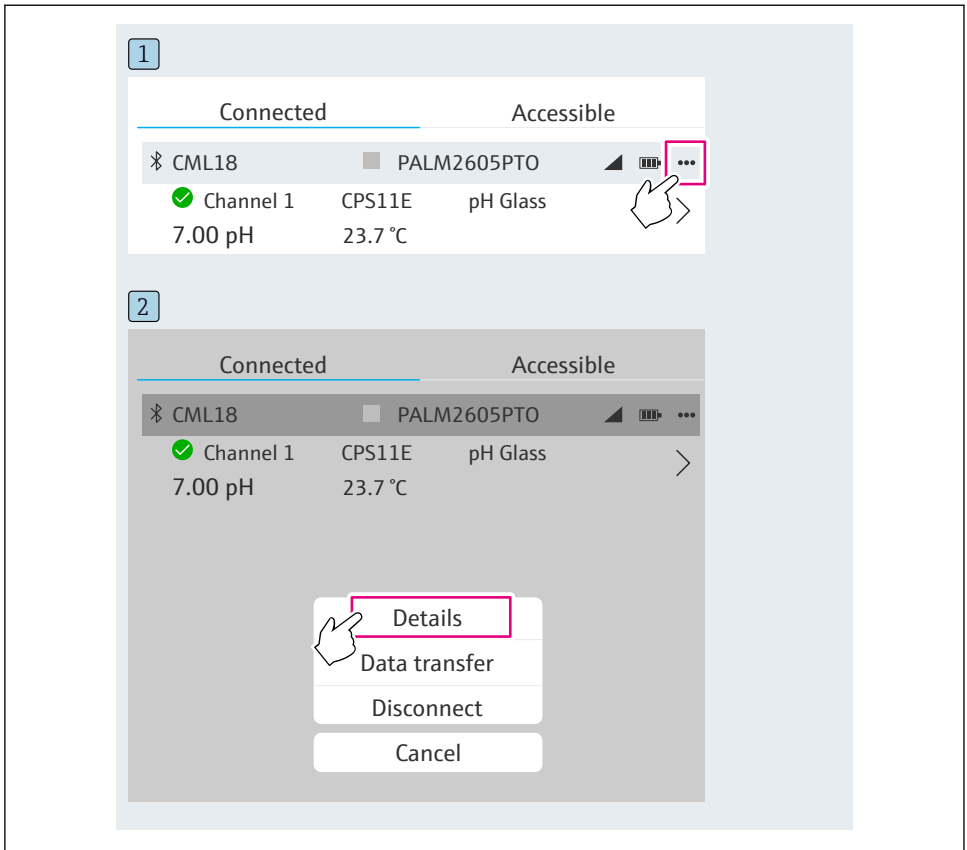 1
Connected Accessible
CML18 PALM2605PTO •••
Channel 1 CPS11E pH Glass
7.00 pH 23.7 °C
2
Connected Accessible
CML18 PALM2605PTO •••
Channel 1 CPS11E pH Glass
7.00 pH 23.7 °C
Details
Data transfer
Disconnect
Cancel